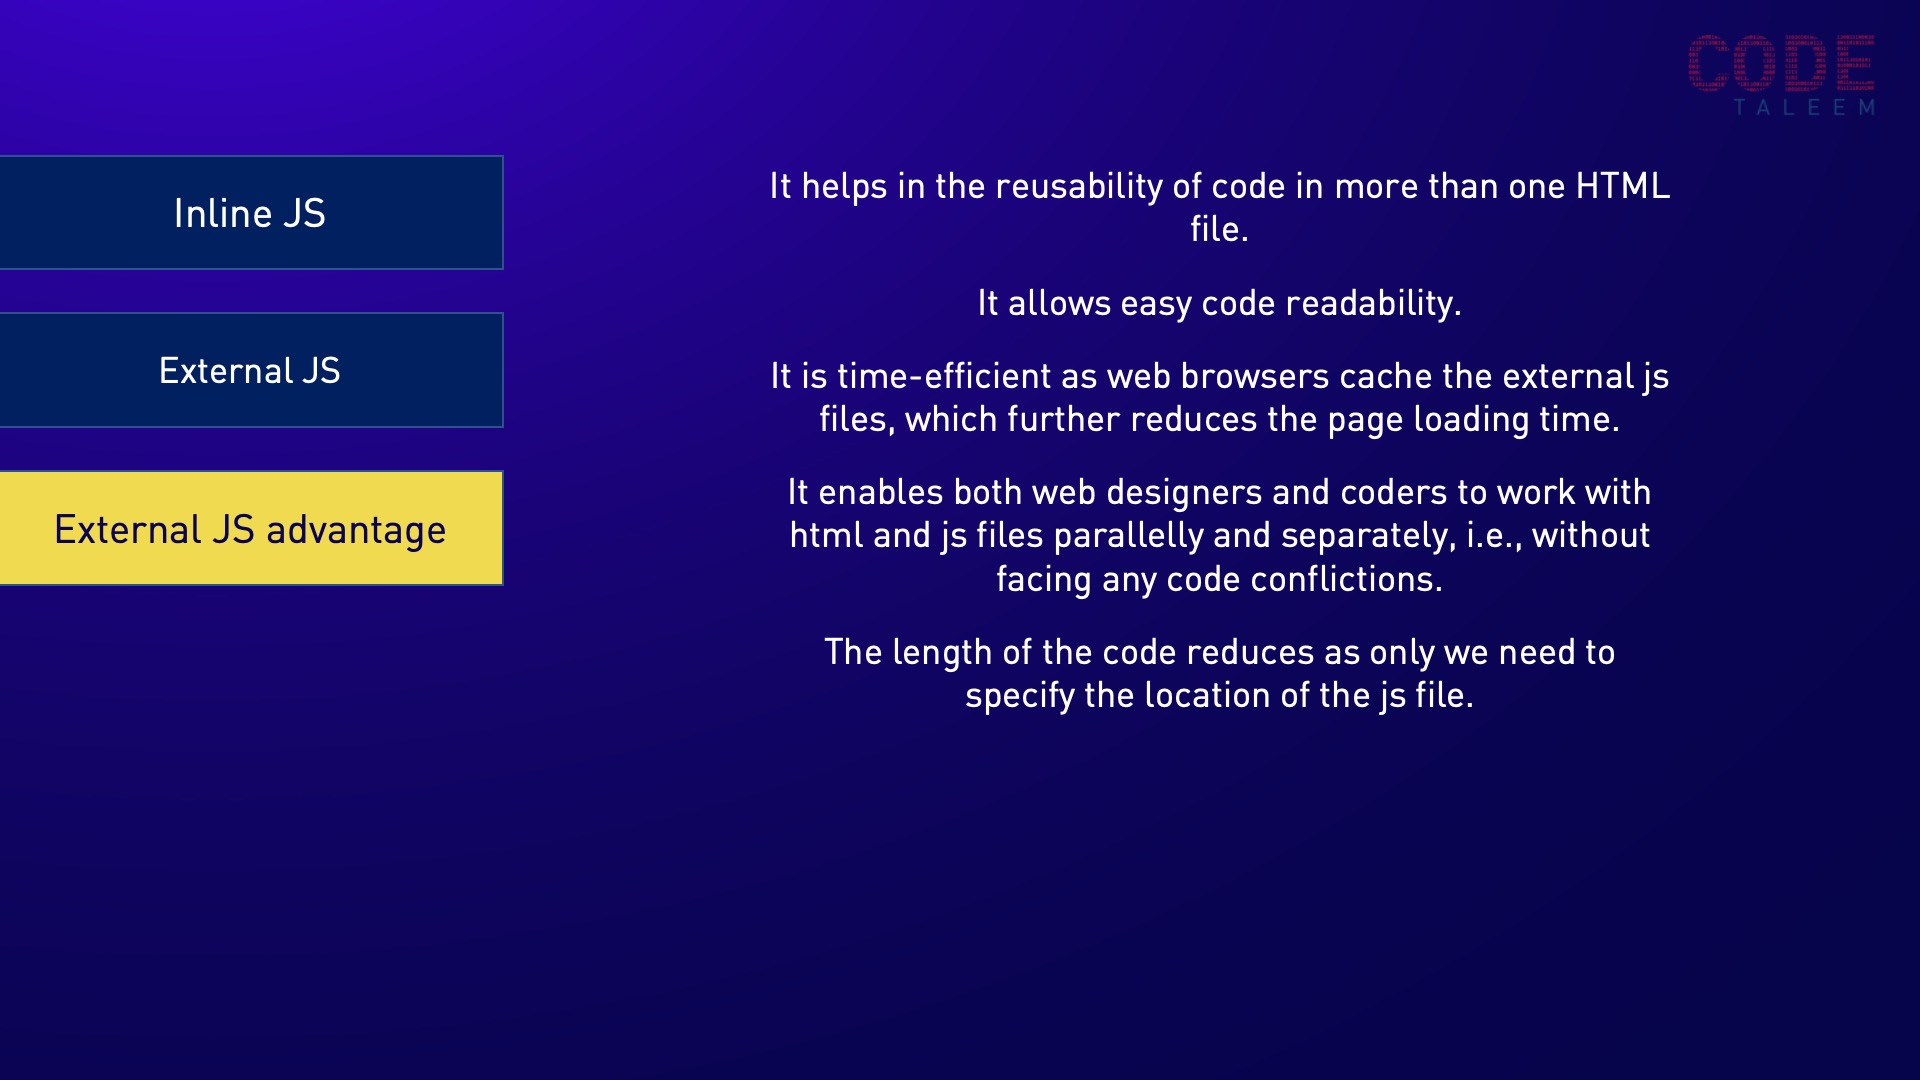 CODE
TALEEM
Inline JS
External JS
External JS advantage
It helps in the reusability of code in more than one HTML
file.
It allows easy code readability.
It is time-efficient as web browsers cache the external js
files, which further reduces the page loading time.
It enables both web designers and coders to work with
html and js files parallelly and separately, i.e., without
facing any code conflictions.
The length of the code reduces as only we need to
specify the location of the js file.